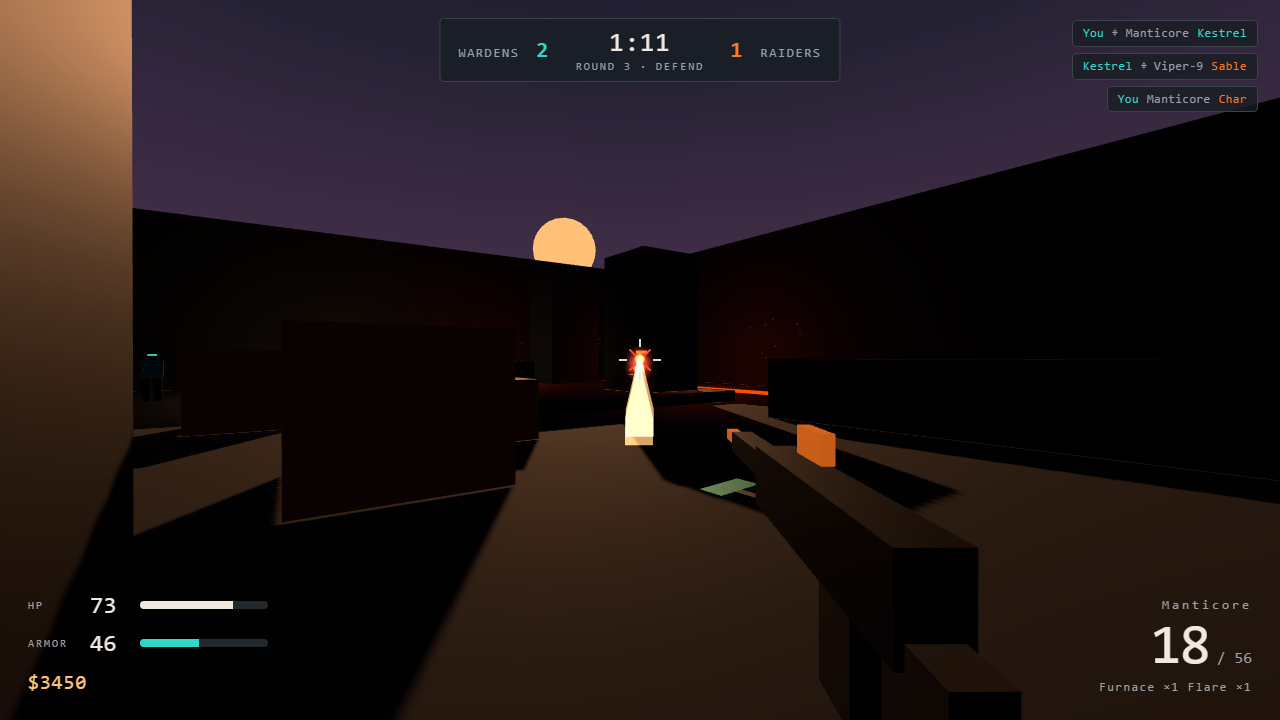 WARDENS 2 1:11 1 RAIDERS
ROUND 3 · DEFEND
You ⌖ Manticore Kestrel
Kestrel ⌖ Viper-9 Sable
You Manticore Char
HP 73
ARMOR 46
$3450
Manticore
18 / 56
Furnace ×1 Flare ×1